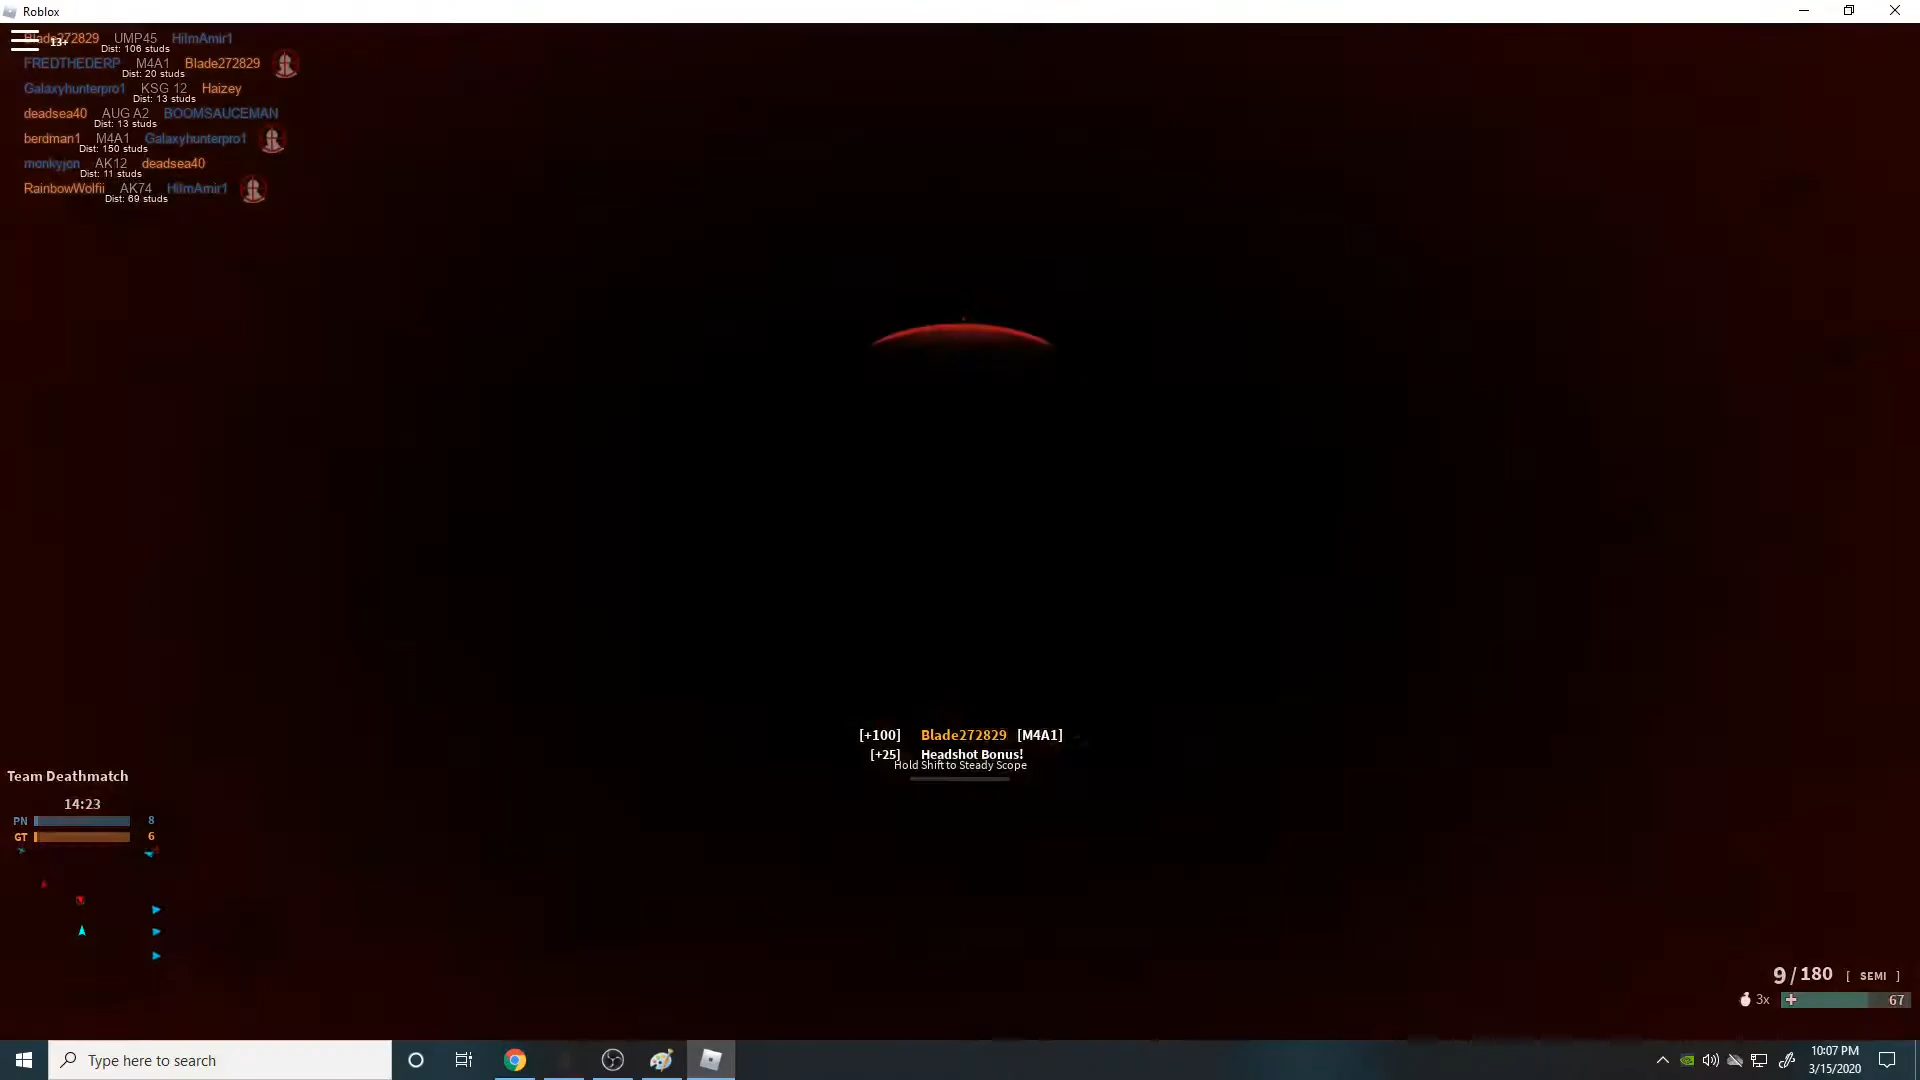 Roblox
13+
Blade272829 UMP45 HiImAmir1
Dist: 106 studs
FREDTHEDERP M4A1 Blade272829
Dist: 20 studs
Galaxyhunterpro1 KSG 12 Haizey
Dist: 13 studs
deadsea40 AUG A2 BOOMSAUCEMAN
Dist: 13 studs
berdman1 M4A1 Galaxyhunterpro1
Dist: 150 studs
monkyjon AK12 deadsea40
Dist: 11 studs
RainbowWolfii AK74 HiImAmir1
Dist: 69 studs
[+100] Blade272829 [M4A1]
[+25] Headshot Bonus!
Hold Shift to Steady Scope
Team Deathmatch
14:23
PN 8
GT 6
9/180 [ SEMI ]
3x 67
Type here to search
10:07 PM
3/15/2020